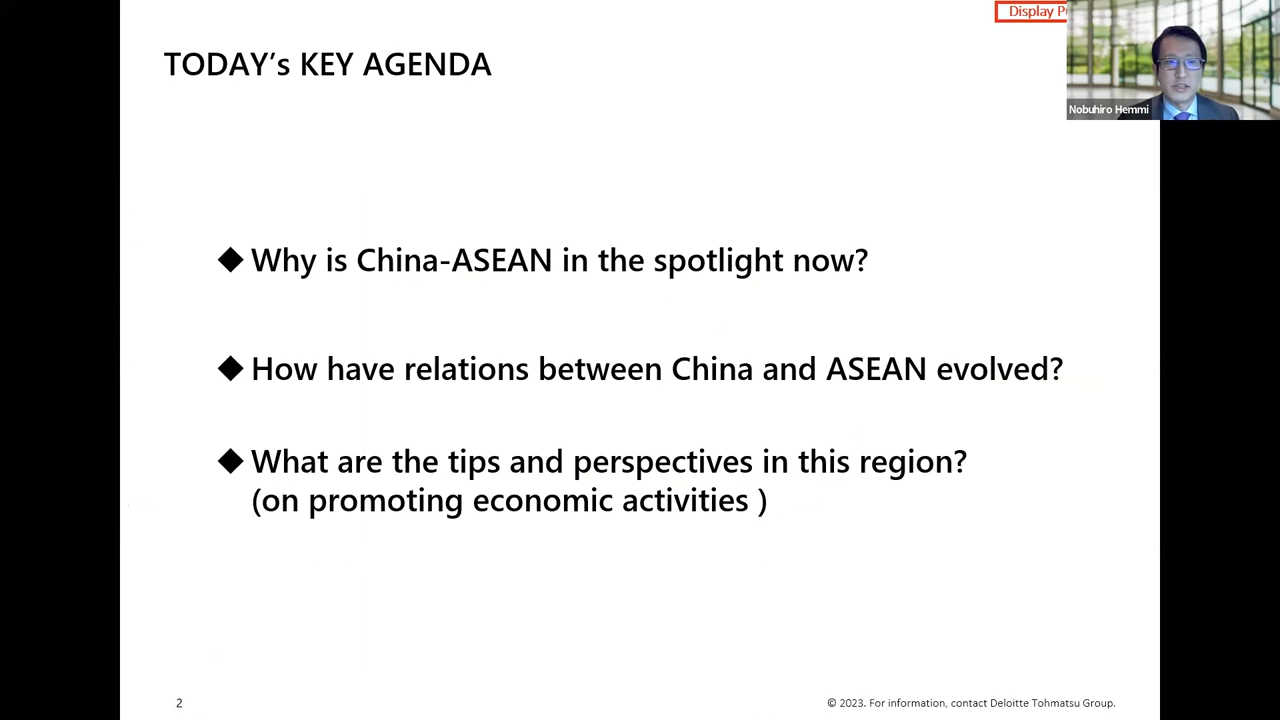 Display
TODAY’s KEY AGENDA
Nobuhiro Hemmi
◆ Why is China-ASEAN in the spotlight now?
◆ How have relations between China and ASEAN evolved?
◆ What are the tips and perspectives in this region?
(on promoting economic activities )
2
© 2023. For information, contact Deloitte Tohmatsu Group.